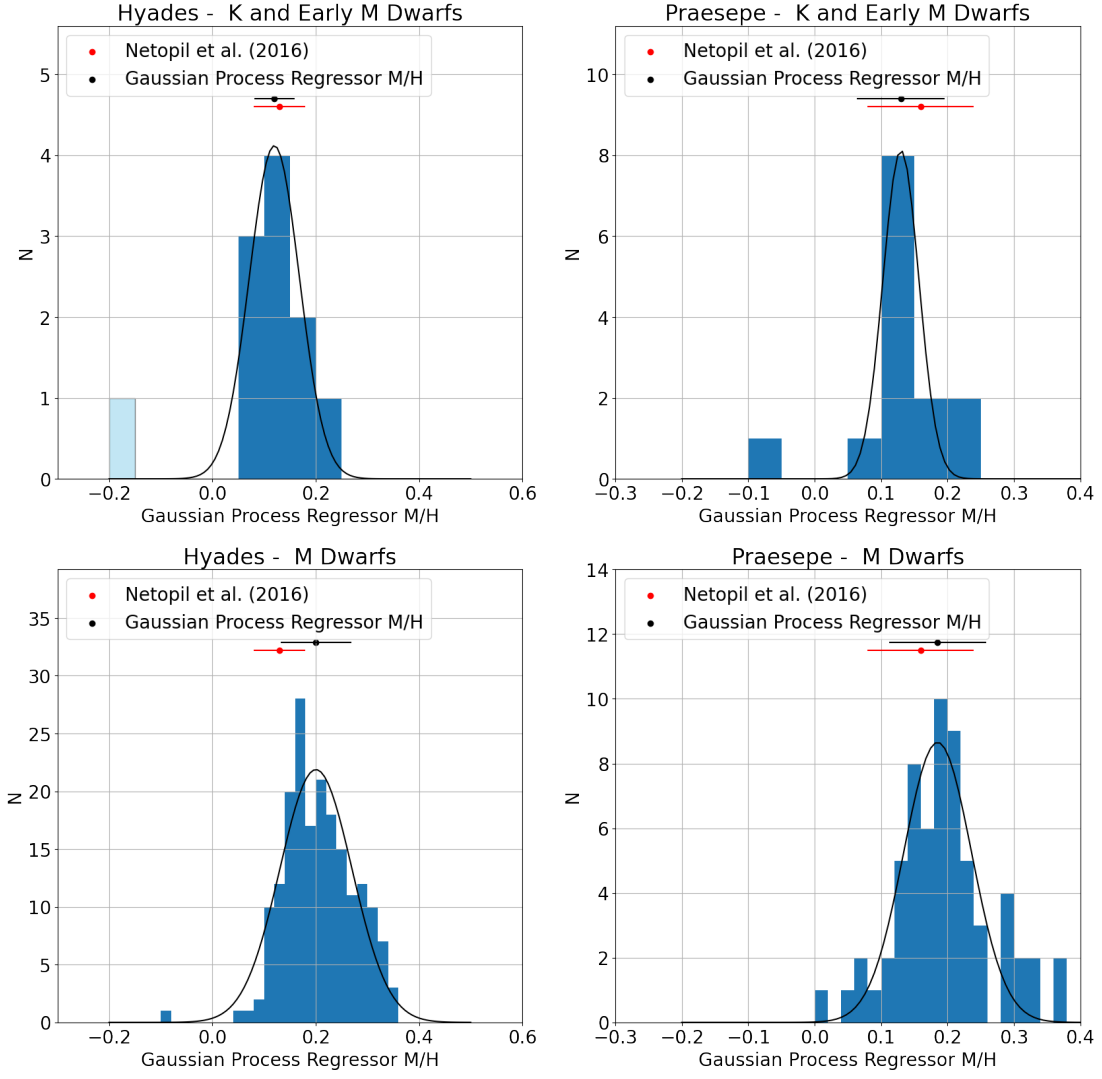 Hyades -  K and Early M Dwarfs
Netopil et al. (2016)
Gaussian Process Regressor M/H
5
4
3
2
1
0
N
−0.2 0.0 0.2 0.4 0.6
Gaussian Process Regressor M/H
Praesepe -  K and Early M Dwarfs
Netopil et al. (2016)
Gaussian Process Regressor M/H
10
8
6
4
2
0
N
−0.3 −0.1 0.0 0.1 0.2 0.3 0.4
Gaussian Process Regressor M/H
Hyades -  M Dwarfs
Netopil et al. (2016)
Gaussian Process Regressor M/H
35
30
25
20
15
10
5
0
N
−0.2 0.0 0.2 0.4 0.6
Gaussian Process Regressor M/H
Praesepe -  M Dwarfs
Netopil et al. (2016)
Gaussian Process Regressor M/H
14
12
10
8
6
4
2
0
N
−0.3 −0.1 0.0 0.1 0.2 0.3 0.4
Gaussian Process Regressor M/H